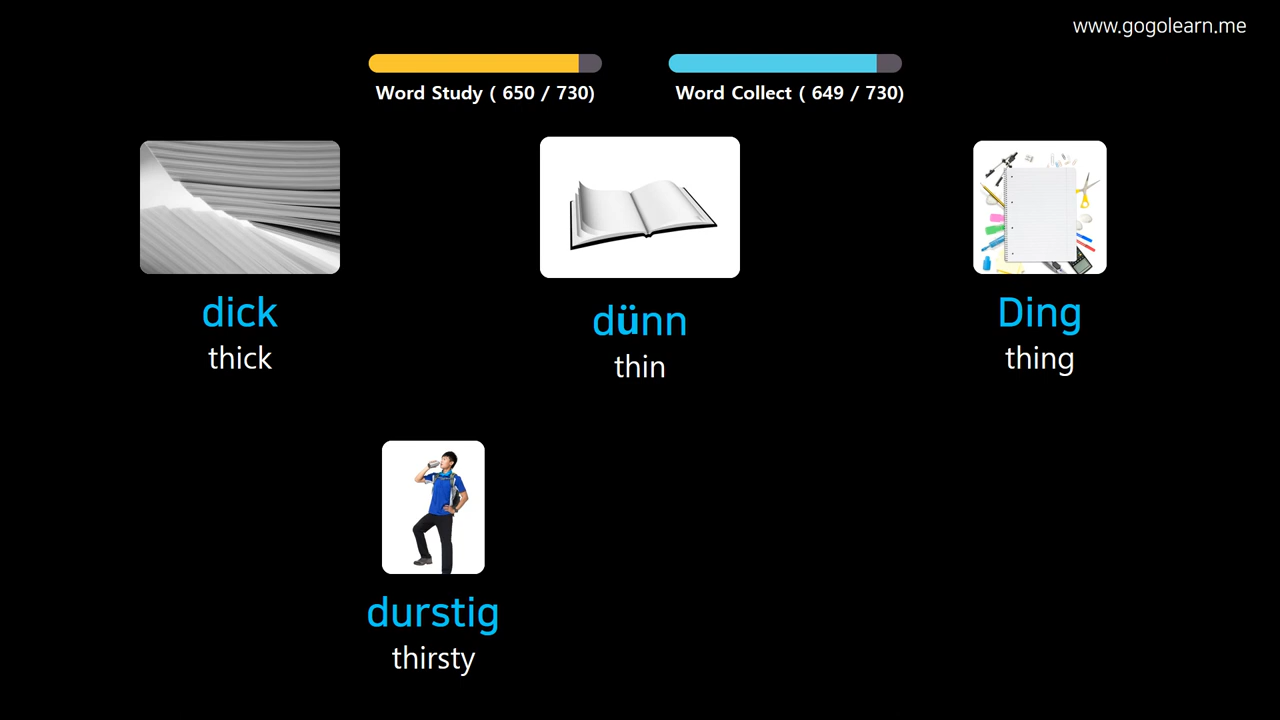 www.gogolearn.me
Word Study ( 650 / 730)
Word Collect ( 649 / 730)
dick
thick
dünn
thin
Ding
thing
durstig
thirsty